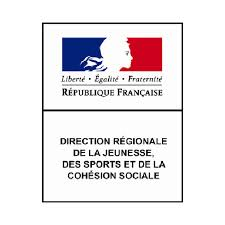 Liberté • Égalité • Fraternité
RÉPUBLIQUE FRANÇAISE
DIRECTION RÉGIONALE
DE LA JEUNESSE,
DES SPORTS ET DE LA
COHÉSION SOCIALE